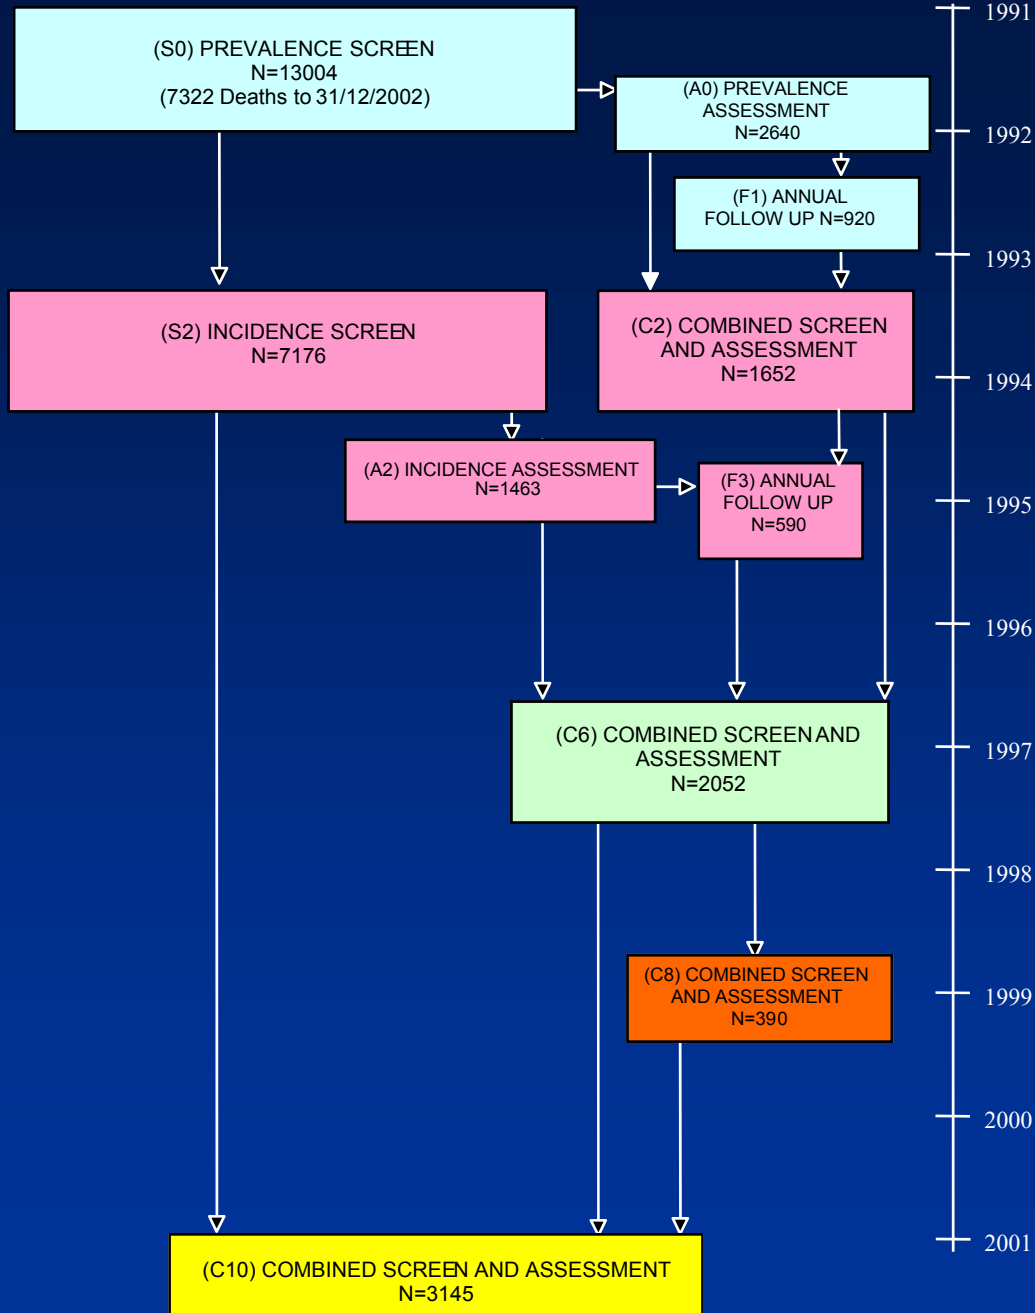 (S0) PREVALENCE SCREEN
N=13004
(7322 Deaths to 31/12/2002)
(A0) PREVALENCE
ASSESSMENT
N=2640
(F1) ANNUAL
FOLLOW UP N=920
(S2) INCIDENCE SCREEN
N=7176
(C2) COMBINED SCREEN
AND ASSESSMENT
N=1652
(A2) INCIDENCE ASSESSMENT
N=1463
(F3) ANNUAL
FOLLOW UP
N=590
(C6) COMBINED SCREEN AND
ASSESSMENT
N=2052
(C8) COMBINED SCREEN
AND ASSESSMENT
N=390
(C10) COMBINED SCREEN AND ASSESSMENT
N=3145
1991
1992
1993
1994
1995
1996
1997
1998
1999
2000
2001